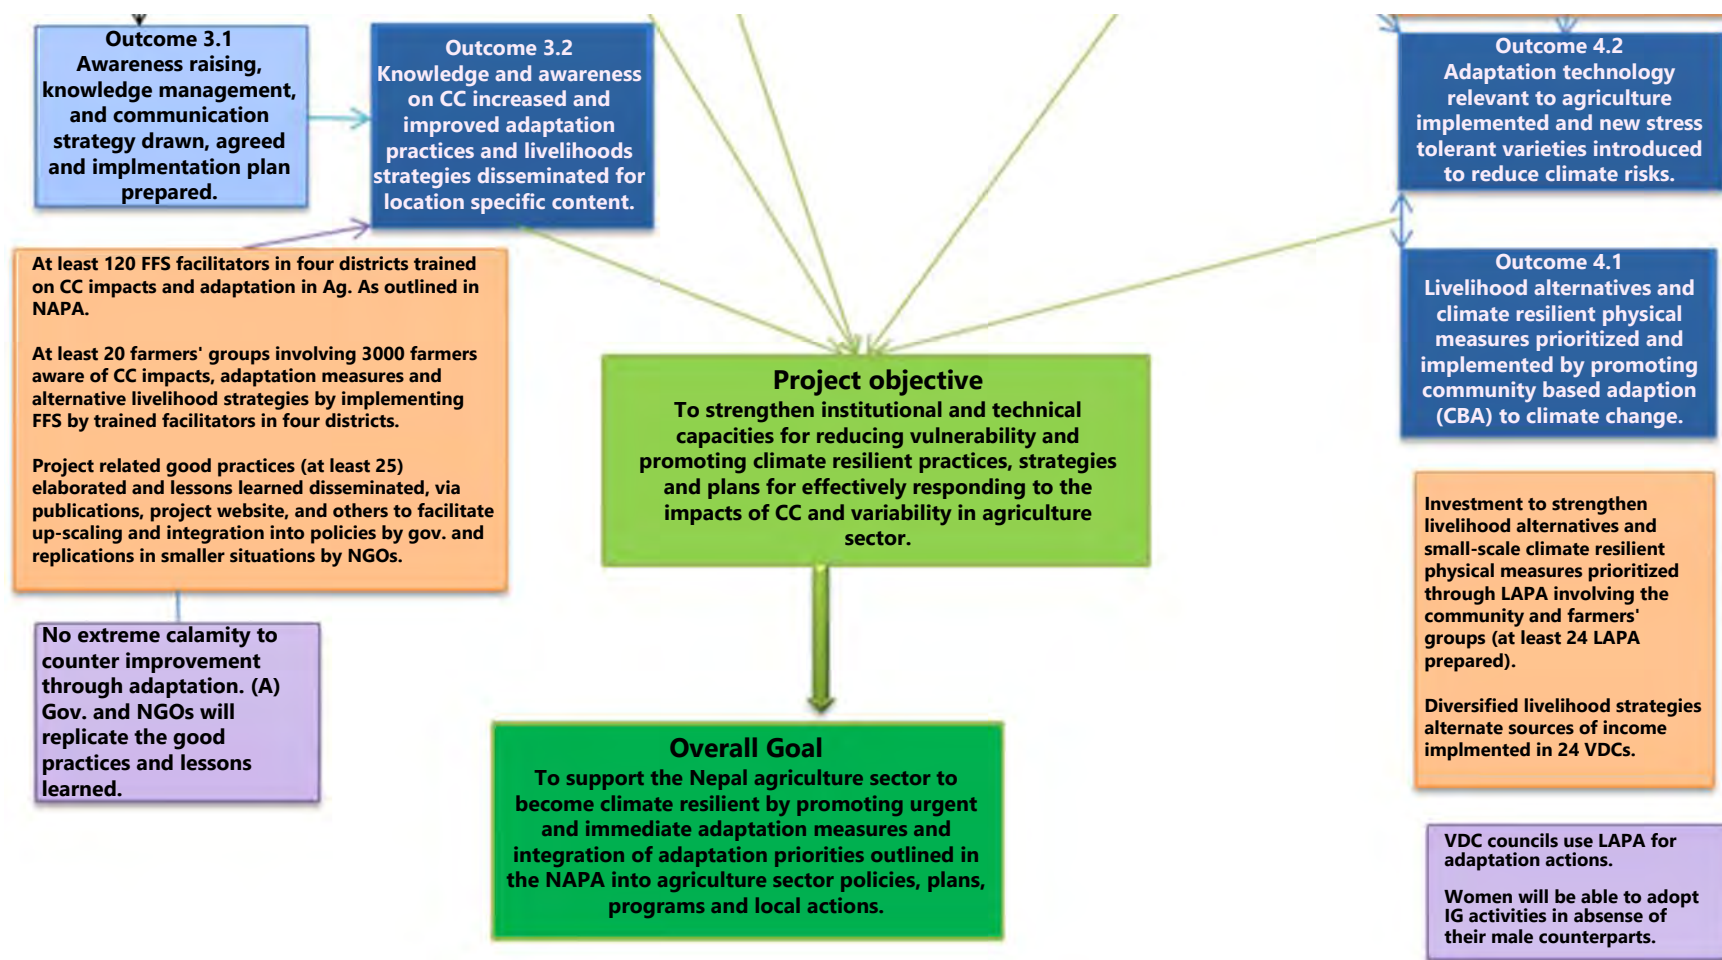 Outcome 3.1
Awareness raising,
knowledge management,
and communication
strategy drawn, agreed
and implmentation plan
prepared.
Outcome 3.2
Knowledge and awareness
on CC increased and
improved adaptation
practices and livelihoods
strategies disseminated for
location specific content.
Outcome 4.2
Adaptation technology
relevant to agriculture
implemented and new stress
tolerant varieties introduced
to reduce climate risks.
At least 120 FFS facilitators in four districts trained
on CC impacts and adaptation in Ag. As outlined in
NAPA.
At least 20 farmers' groups involving 3000 farmers
aware of CC impacts, adaptation measures and
alternative livelihood strategies by implementing
FFS by trained facilitators in four districts.
Project related good practices (at least 25)
elaborated and lessons learned disseminated, via
publications, project website, and others to facilitate
up-scaling and integration into policies by gov. and
replications in smaller situations by NGOs.
Outcome 4.1
Livelihood alternatives and
climate resilient physical
measures prioritized and
implemented by promoting
community based adaption
(CBA) to climate change.
Project objective
To strengthen institutional and technical
capacities for reducing vulnerability and
promoting climate resilient practices, strategies
and plans for effectively responding to the
impacts of CC and variability in agriculture
sector.
Investment to strengthen
livelihood alternatives and
small-scale climate resilient
physical measures prioritized
through LAPA involving the
community and farmers'
groups (at least 24 LAPA
prepared).
Diversified livelihood strategies
alternate sources of income
implmented in 24 VDCs.
No extreme calamity to
counter improvement
through adaptation. (A)
Gov. and NGOs will
replicate the good
practices and lessons
learned.
Overall Goal
To support the Nepal agriculture sector to
become climate resilient by promoting urgent
and immediate adaptation measures and
integration of adaptation priorities outlined in
the NAPA into agriculture sector policies, plans,
programs and local actions.
VDC councils use LAPA for
adaptation actions.
Women will be able to adopt
IG activities in absense of
their male counterparts.